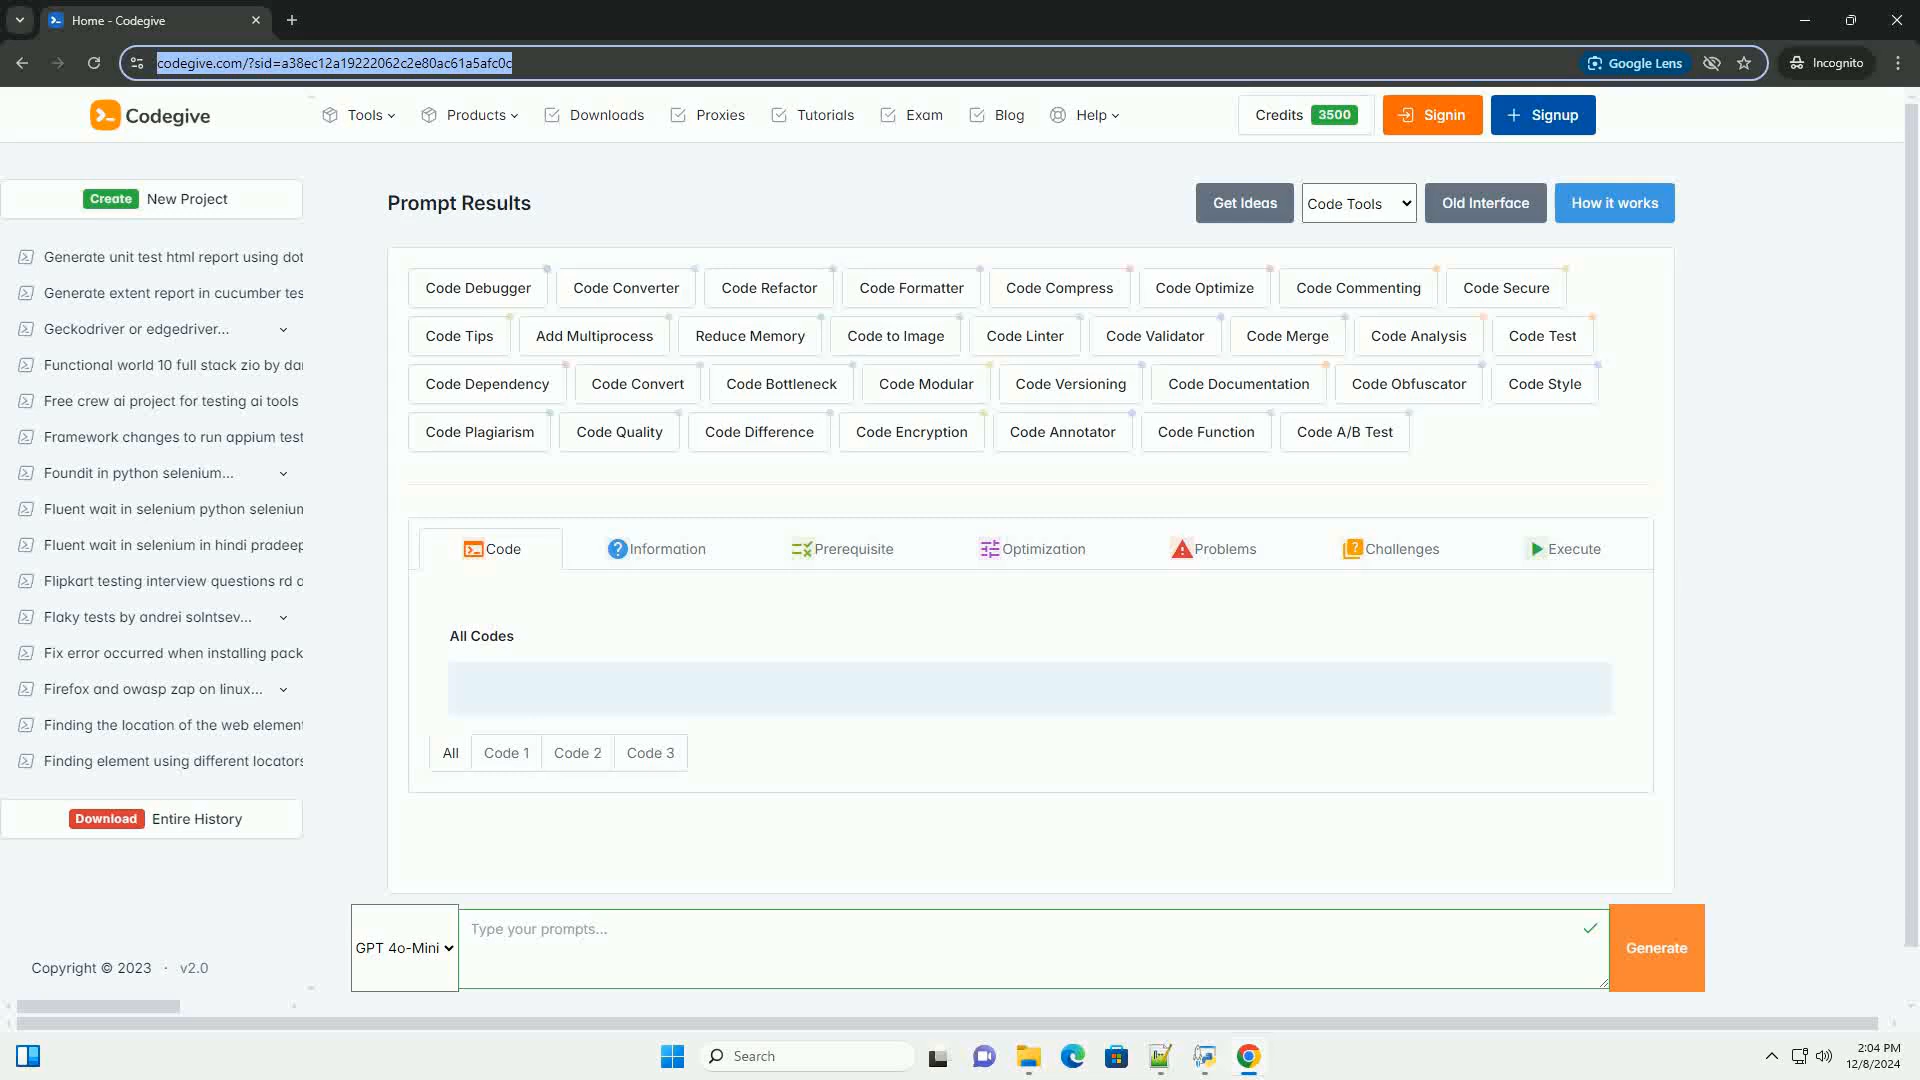 Home - Codegive
codegive.com/?sid=a38ec12a19222062c2e80ac61a5afc0c
Google Lens
Incognito
Codegive
Tools
Products
Downloads
Proxies
Tutorials
Exam
Blog
Help
Credits 3500
Signin
Signup
Create New Project
Generate unit test html report using dot
Generate extent report in cucumber tes
Geckodriver or edgedriver...
Functional world 10 full stack zio by dar
Free crew ai project for testing ai tools
Framework changes to run appium test
Foundit in python selenium...
Fluent wait in selenium python selenium
Fluent wait in selenium in hindi pradeep
Flipkart testing interview questions rd a
Flaky tests by andrei solntsev...
Fix error occurred when installing pack
Firefox and owasp zap on linux...
Finding the location of the web element
Finding element using different locators
Download Entire History
Copyright © 2023 · v2.0
Prompt Results
Get Ideas
Code Tools
Old Interface
How it works
Code Debugger Code Converter Code Refactor Code Formatter Code Compress Code Optimize Code Commenting Code Secure
Code Tips Add Multiprocess Reduce Memory Code to Image Code Linter Code Validator Code Merge Code Analysis Code Test
Code Dependency Code Convert Code Bottleneck Code Modular Code Versioning Code Documentation Code Obfuscator Code Style
Code Plagiarism Code Quality Code Difference Code Encryption Code Annotator Code Function Code A/B Test
Code Information Prerequisite Optimization Problems Challenges Execute
All Codes
All Code 1 Code 2 Code 3
GPT 4o-Mini
Type your prompts...
Generate
Search
2:04 PM
12/8/2024